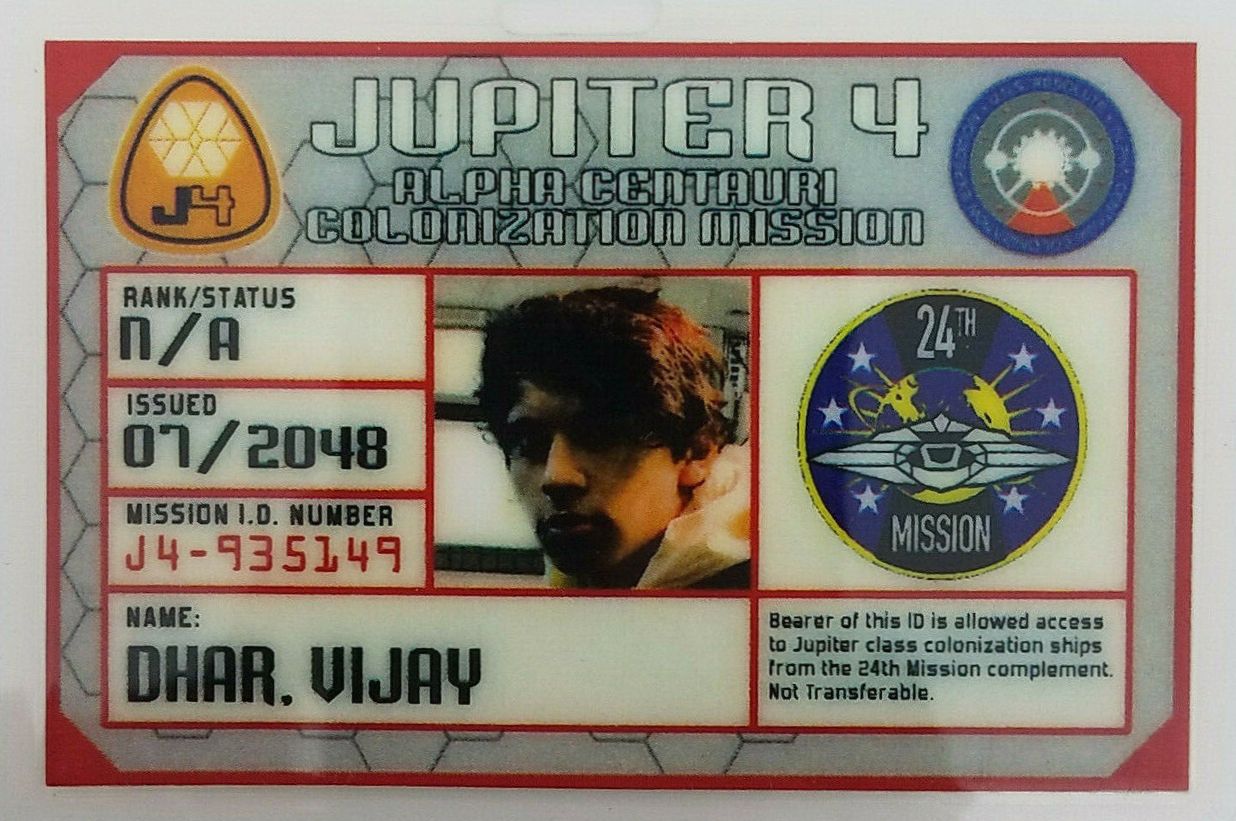 JUPITER 4
ALPHA CENTAURI
COLONIZATION MISSION
J4
RANK/STATUS
N/A
ISSUED
07/2048
MISSION I.D. NUMBER
J4-935149
NAME:
DHAR, VIJAY
24TH
MISSION
Bearer of this ID is allowed access
to Jupiter class colonization ships
from the 24th Mission complement.
Not Transferable.